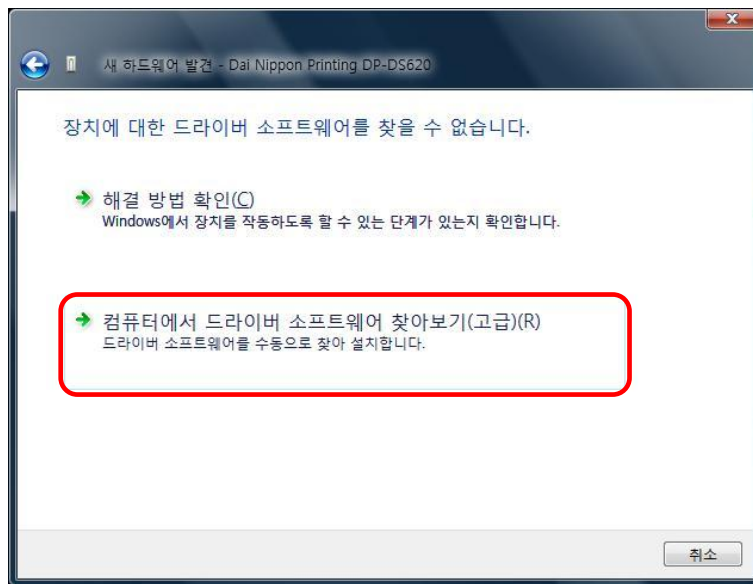 새 하드웨어 발견 - Dai Nippon Printing DP-DS620
장치에 대한 드라이버 소프트웨어를 찾을 수 없습니다.
해결 방법 확인(C)
Windows에서 장치를 작동하도록 할 수 있는 단계가 있는지 확인합니다.
컴퓨터에서 드라이버 소프트웨어 찾아보기(고급)(R)
드라이버 소프트웨어를 수동으로 찾아 설치합니다.
취소